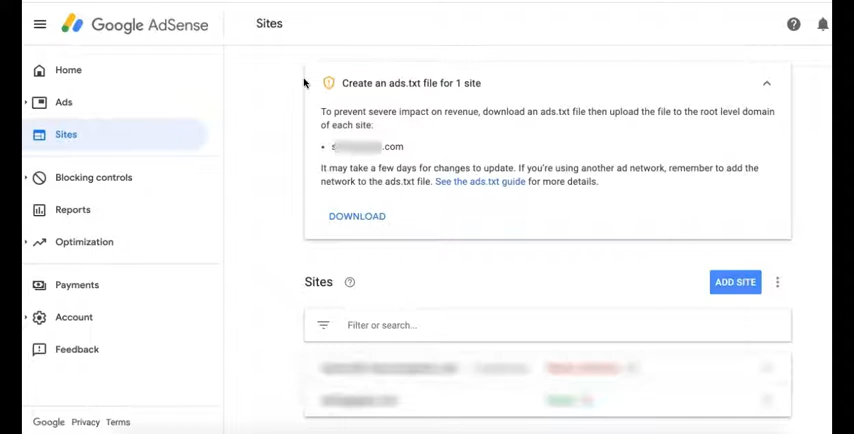 Google AdSense
Sites
Home
Ads
Sites
Blocking controls
Reports
Optimization
Payments
Account
Feedback
Google Privacy Terms
Create an ads.txt file for 1 site
To prevent severe impact on revenue, download an ads.txt file then upload the file to the root level domain
of each site:
• .com
It may take a few days for changes to update. If you're using another ad network, remember to add the
network to the ads.txt file. See the ads.txt guide for more details.
DOWNLOAD
Sites
ADD SITE
Filter or search...